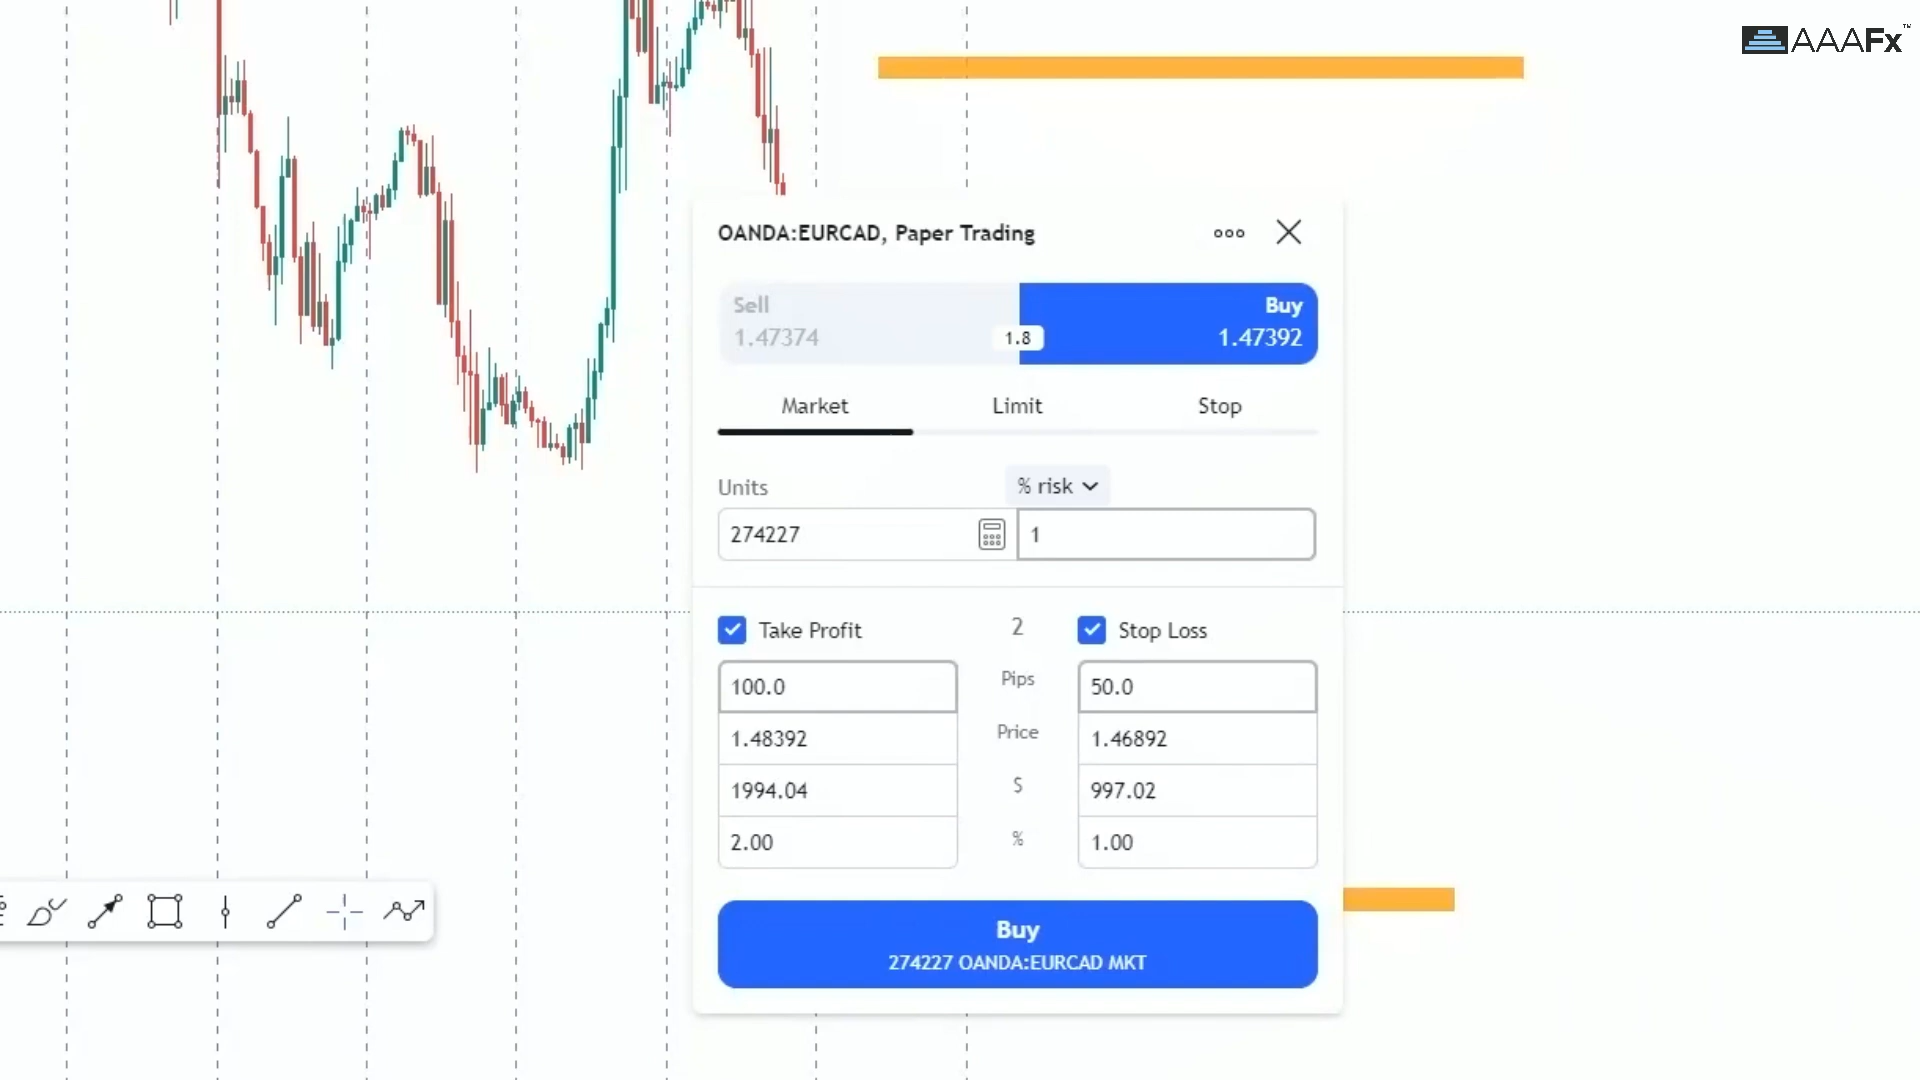 AAAFx™
OANDA:EURCAD, Paper Trading
Sell
1.47374
1.8
Buy
1.47392
Market
Limit
Stop
Units
% risk
274227
1
Take Profit
2
Stop Loss
100.0
Pips
50.0
1.48392
Price
1.46892
1994.04
$
997.02
2.00
%
1.00
Buy
274227 OANDA:EURCAD MKT